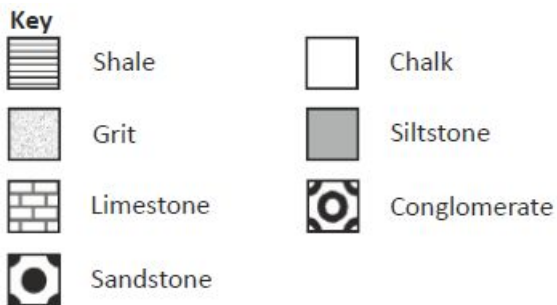 Key
Shale
Chalk
Grit
Siltstone
Limestone
Conglomerate
Sandstone